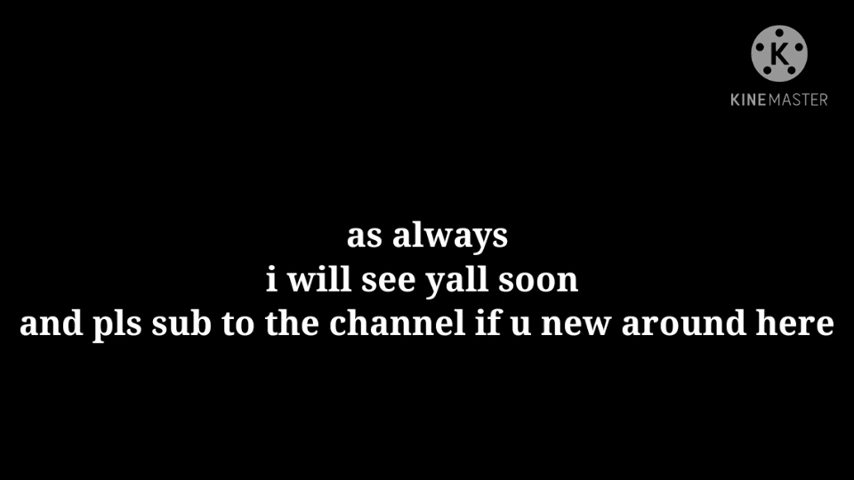 K
KINEMASTER
as always
i will see yall soon
and pls sub to the channel if u new around here